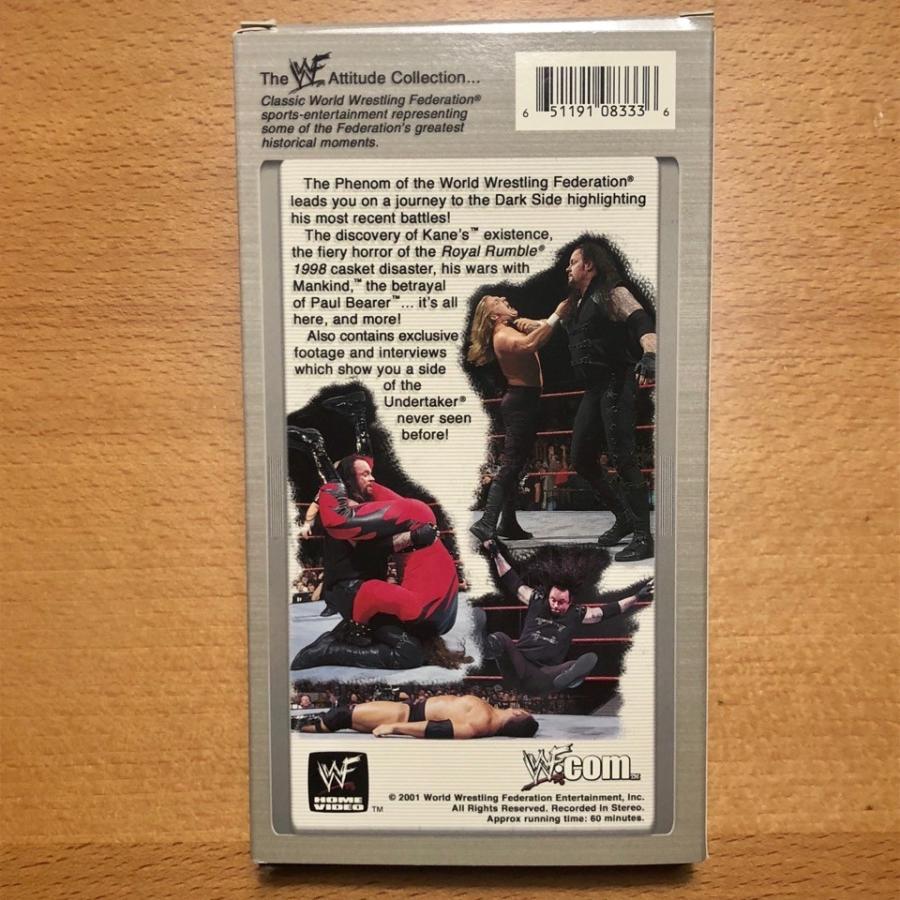 The WF Attitude Collection...
Classic World Wrestling Federation®
sports-entertainment representing
some of the Federation's greatest
historical moments.
6 51191 08333 6
The Phenom of the World Wrestling Federation®
leads you on a journey to the Dark Side highlighting
his most recent battles!
The discovery of Kane's™ existence,
the fiery horror of the Royal Rumble®
1998 casket disaster, his wars with
Mankind,™ the betrayal
of Paul Bearer™... it's all
here, and more!
Also contains exclusive
footage and interviews
which show you a side
of the
Undertaker®
never seen
before!
WF
HOME
VIDEO ™
WF.com™
© 2001 World Wrestling Federation Entertainment, Inc.
All Rights Reserved. Recorded In Stereo.
Approx running time: 60 minutes.